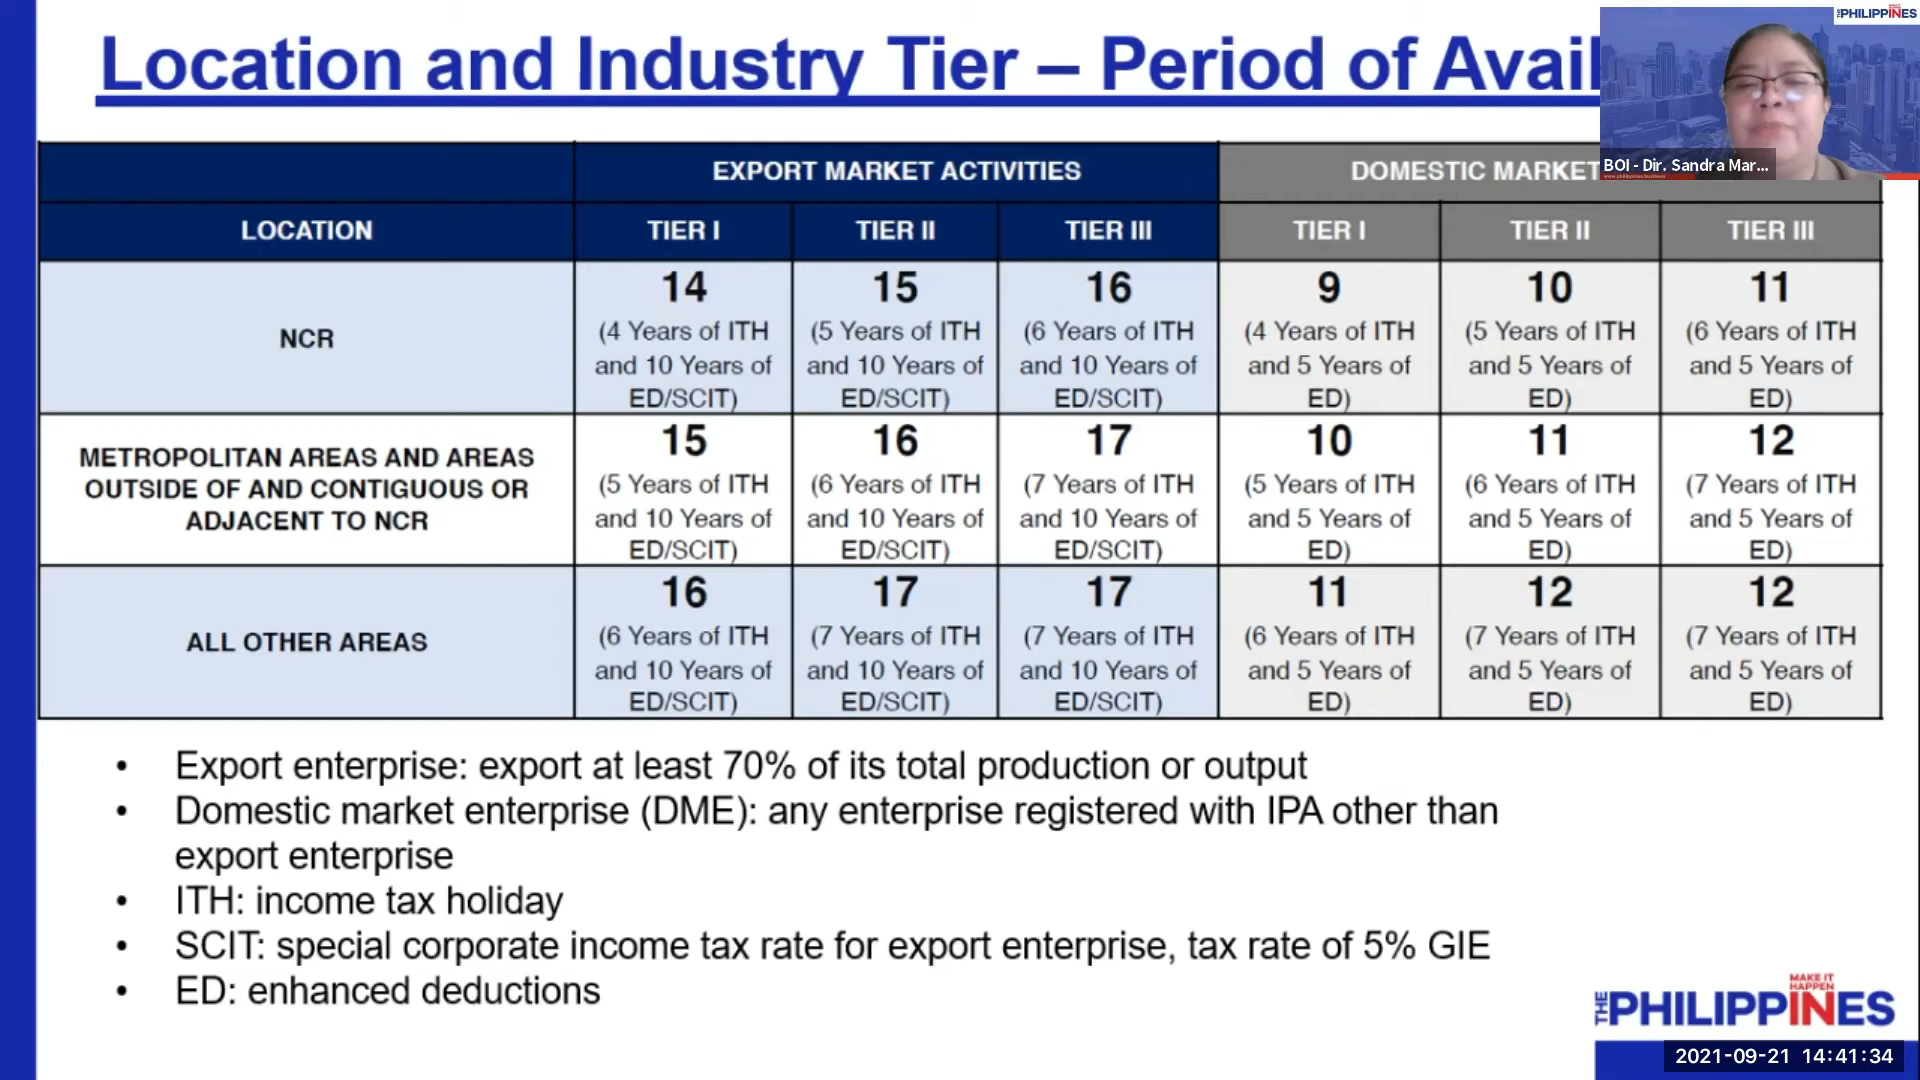 Location and Industry Tier – Period of Avail
THE PHILIPPINES
BOI - Dir. Sandra Mar...
EXPORT MARKET ACTIVITIES
DOMESTIC MARKET
LOCATION
TIER I
TIER II
TIER III
TIER I
TIER II
TIER III
NCR
14
(4 Years of ITH
and 10 Years of
ED/SCIT)
15
(5 Years of ITH
and 10 Years of
ED/SCIT)
16
(6 Years of ITH
and 10 Years of
ED/SCIT)
9
(4 Years of ITH
and 5 Years of
ED)
10
(5 Years of ITH
and 5 Years of
ED)
11
(6 Years of ITH
and 5 Years of
ED)
METROPOLITAN AREAS AND AREAS
OUTSIDE OF AND CONTIGUOUS OR
ADJACENT TO NCR
15
(5 Years of ITH
and 10 Years of
ED/SCIT)
16
(6 Years of ITH
and 10 Years of
ED/SCIT)
17
(7 Years of ITH
and 10 Years of
ED/SCIT)
10
(5 Years of ITH
and 5 Years of
ED)
11
(6 Years of ITH
and 5 Years of
ED)
12
(7 Years of ITH
and 5 Years of
ED)
ALL OTHER AREAS
16
(6 Years of ITH
and 10 Years of
ED/SCIT)
17
(7 Years of ITH
and 10 Years of
ED/SCIT)
17
(7 Years of ITH
and 10 Years of
ED/SCIT)
11
(6 Years of ITH
and 5 Years of
ED)
12
(7 Years of ITH
and 5 Years of
ED)
12
(7 Years of ITH
and 5 Years of
ED)
• Export enterprise: export at least 70% of its total production or output
• Domestic market enterprise (DME): any enterprise registered with IPA other than
export enterprise
• ITH: income tax holiday
• SCIT: special corporate income tax rate for export enterprise, tax rate of 5% GIE
• ED: enhanced deductions
MAKE IT
HAPPEN
THE PHILIPPINES
2021-09-21 14:41:34